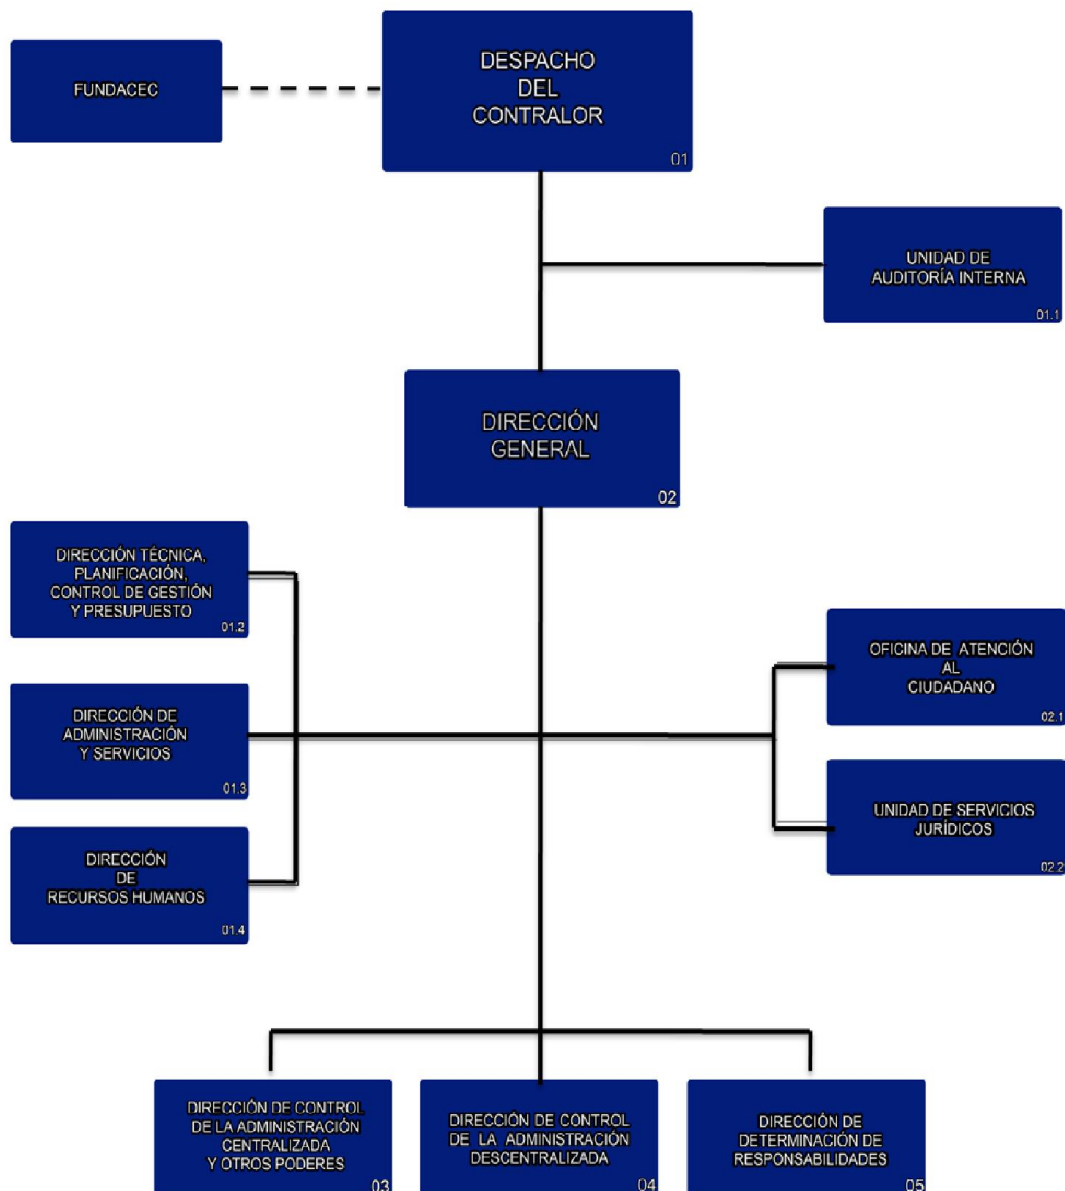 FUNDACEC
DESPACHO
DEL
CONTRALOR
01
UNIDAD DE
AUDITORÍA INTERNA
01.1
DIRECCIÓN
GENERAL
02
DIRECCIÓN TÉCNICA,
PLANIFICACIÓN,
CONTROL DE GESTIÓN
Y PRESUPUESTO
01.2
DIRECCIÓN DE
ADMINISTRACIÓN
Y SERVICIOS
01.3
DIRECCIÓN
DE
RECURSOS HUMANOS
01.4
OFICINA DE ATENCIÓN
AL
CIUDADANO
02.1
UNIDAD DE SERVICIOS
JURÍDICOS
02.2
DIRECCIÓN DE CONTROL
DE LA ADMINISTRACIÓN
CENTRALIZADA
Y OTROS PODERES
03
DIRECCIÓN DE CONTROL
DE LA ADMINISTRACIÓN
DESCENTRALIZADA
04
DIRECCIÓN DE
DETERMINACIÓN DE
RESPONSABILIDADES
05